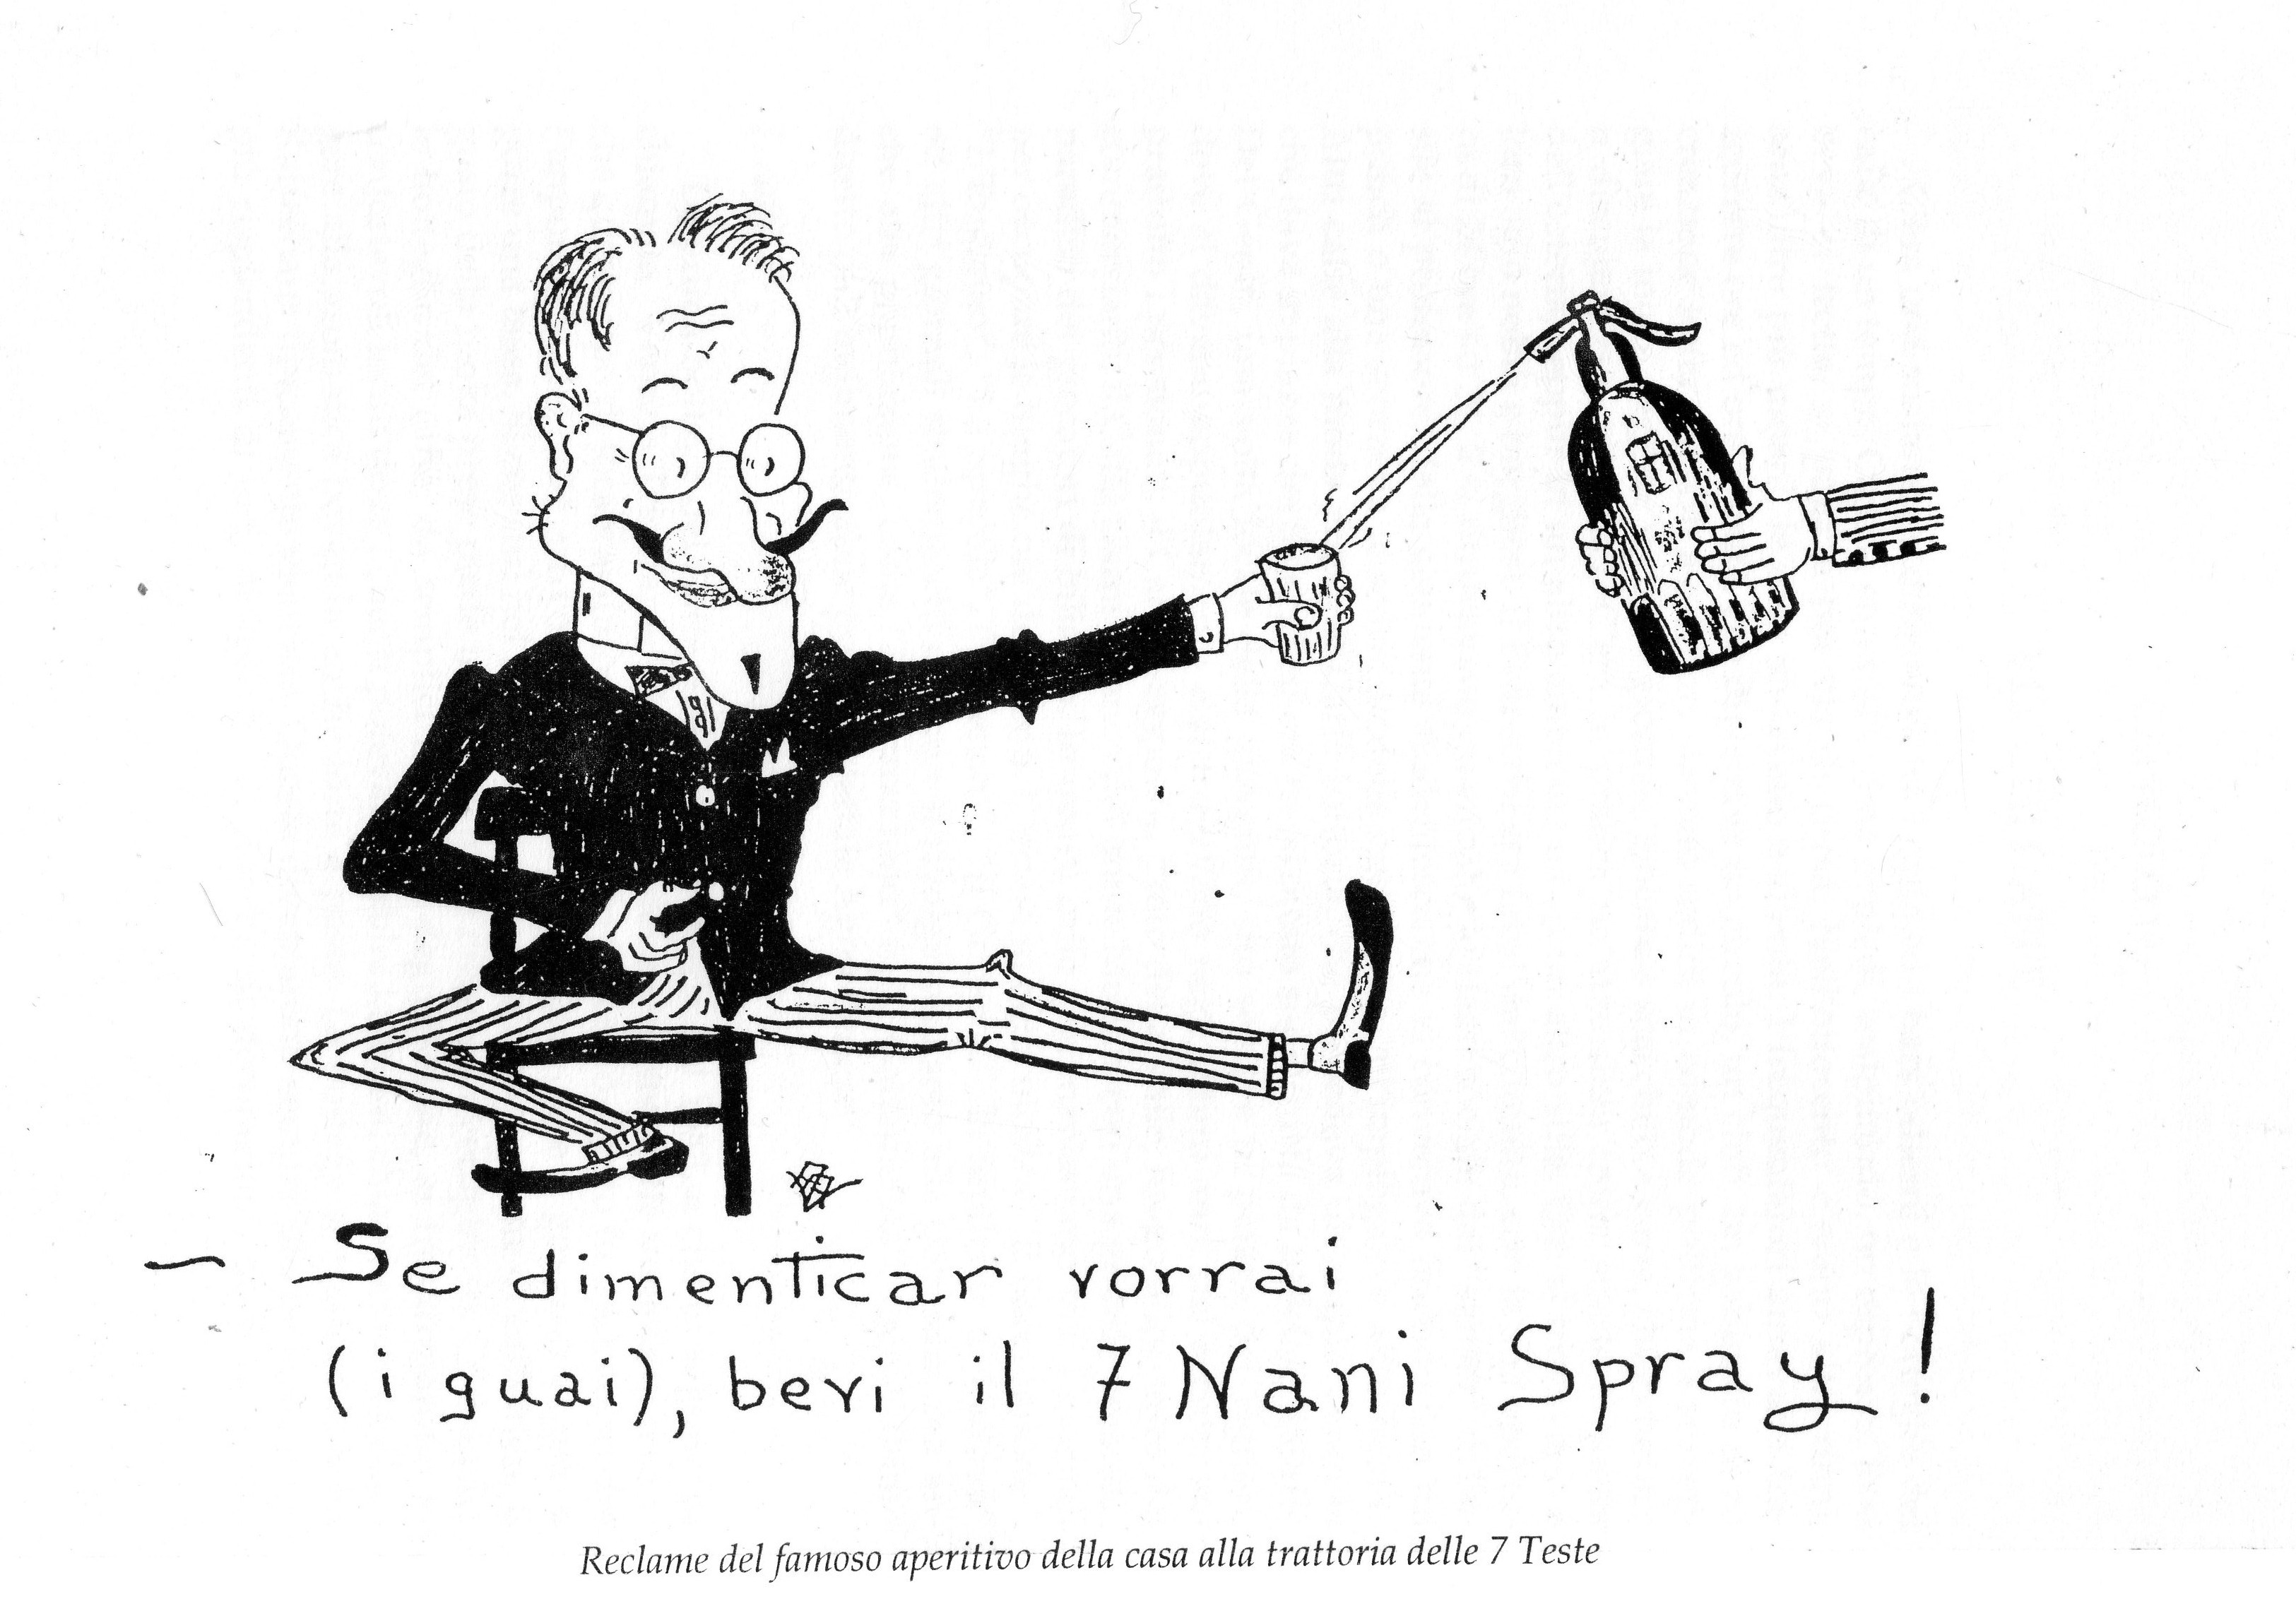 – Se dimenticar vorrai
(i guai), bevi il 7 Nani Spray!
Reclame del famoso aperitivo della casa alla trattoria delle 7 Teste